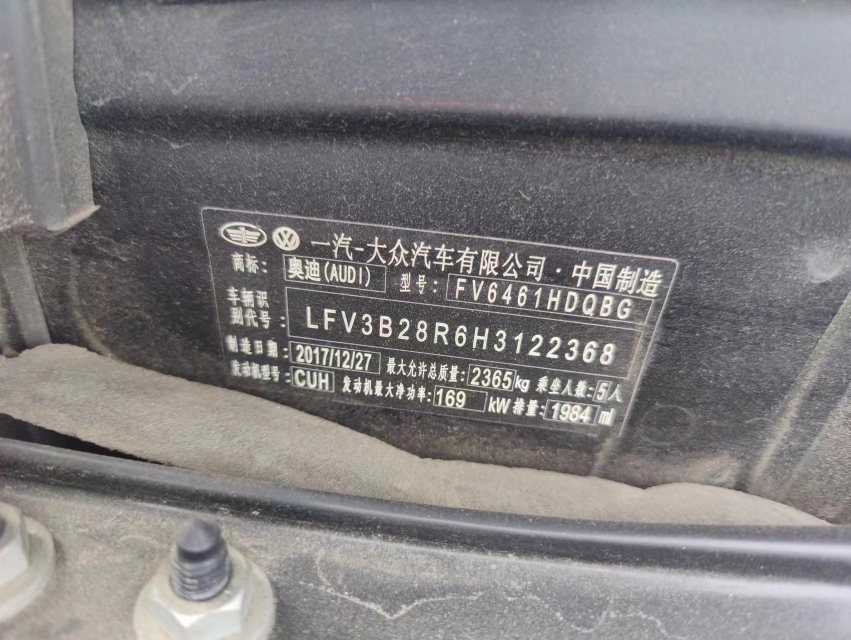 一汽-大众汽车有限公司·中国制造
商标: 奥迪(AUDI) 型号: FV6461HDQBG
车辆识
别代号: LFV3B28R6H3122368
制造日期: 2017/12/27 最大允许总质量: 2365kg 乘坐人数: 5人
发动机型号: CUH 发动机最大净功率: 169 kW 排量: 1984 ml